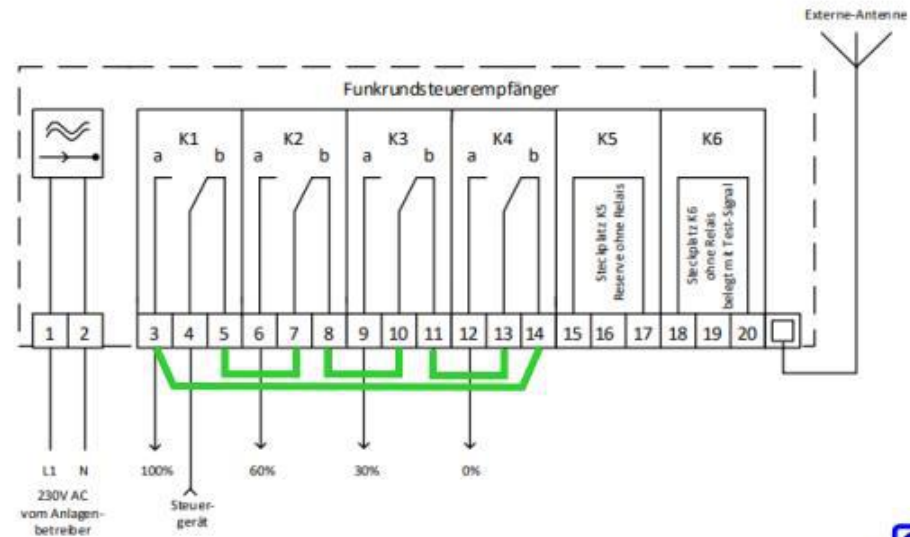 Externe-Antenne
Funkrundsteuerempfänger
K1 K2 K3 K4 K5 K6
a b a b a b a b
Steckplatz K5
Reserve ohne Relais
Steckplatz K6
ohne Relais
belegt mit Test-Signal
1 2 3 4 5 6 7 8 9 10 11 12 13 14 15 16 17 18 19 20
L1 N 100% 60% 30% 0%
230V AC
vom Anlagen-
betreiber
Steuer-
gerät